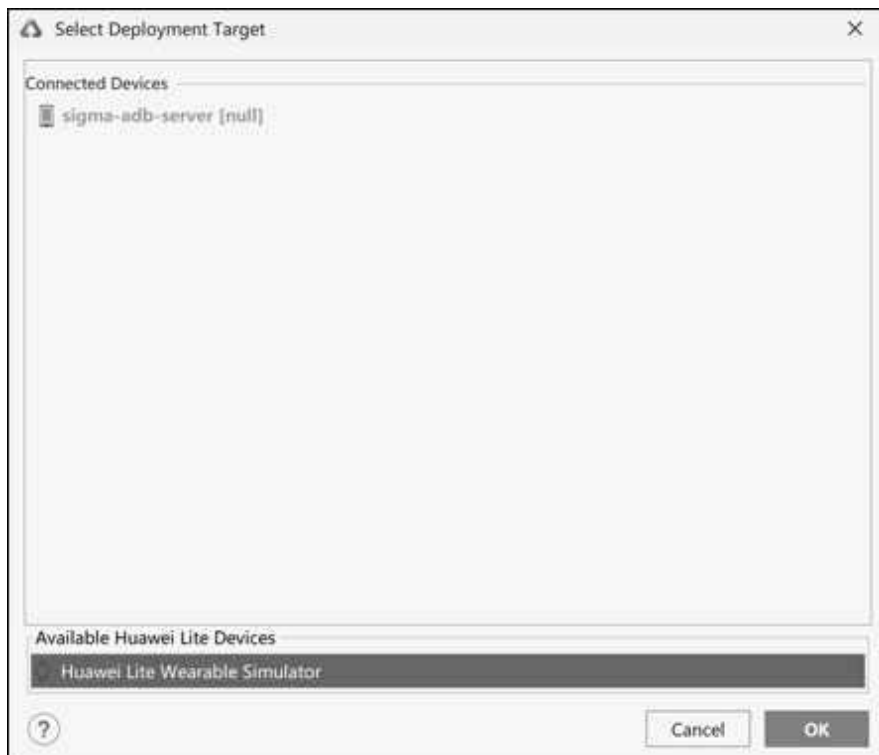 Select Deployment Target
Connected Devices
sigma-adb-server [null]
Available Huawei Lite Devices
Huawei Lite Wearable Simulator
?
Cancel
OK